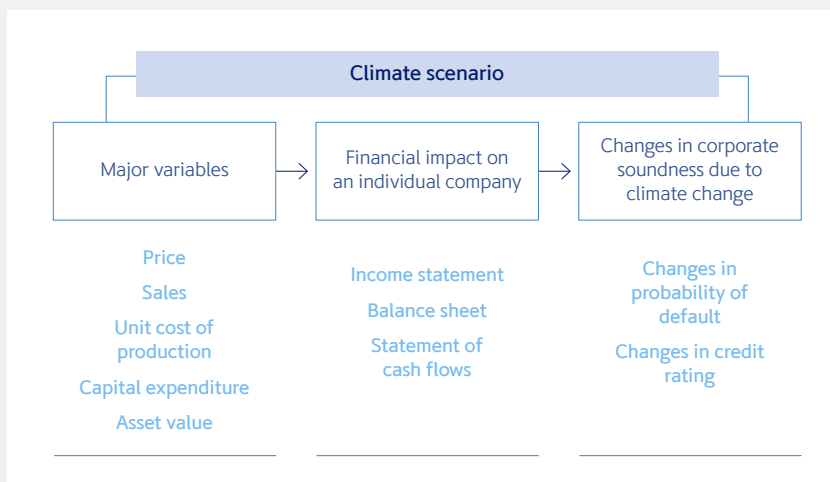 Climate scenario
Major variables
Financial impact on
an individual company
Changes in corporate
soundness due to
climate change
Price
Sales
Unit cost of
production
Capital expenditure
Asset value
Income statement
Balance sheet
Statement of
cash flows
Changes in
probability of
default
Changes in credit
rating